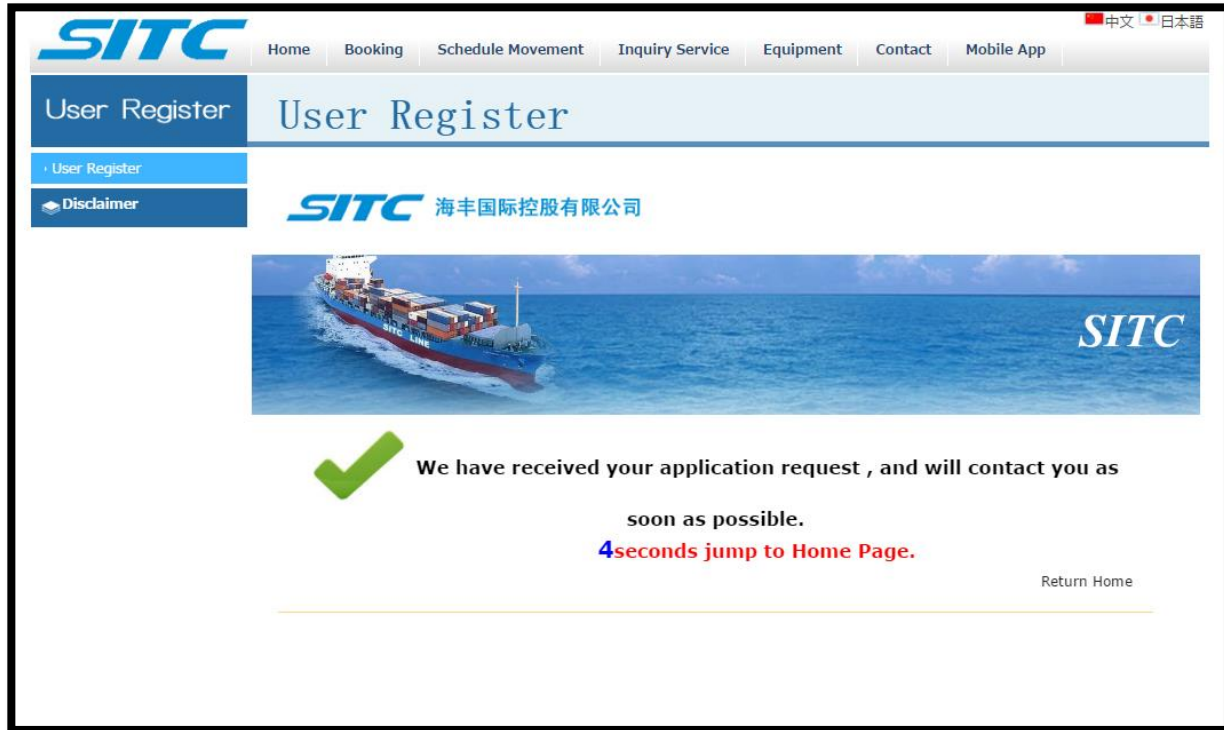 中文 日本語
SITC
Home Booking Schedule Movement Inquiry Service Equipment Contact Mobile App
User Register
User Register
User Register
Disclaimer
SITC 海丰国际控股有限公司
SITC
SITC LINE
We have received your application request , and will contact you as
soon as possible.
4seconds jump to Home Page.
Return Home